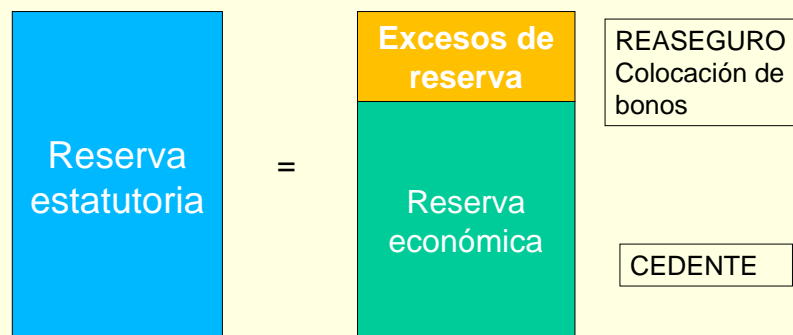 Reserva
estatutoria
=
Excesos de
reserva
Reserva
económica
REASEGURO
Colocación de
bonos
CEDENTE